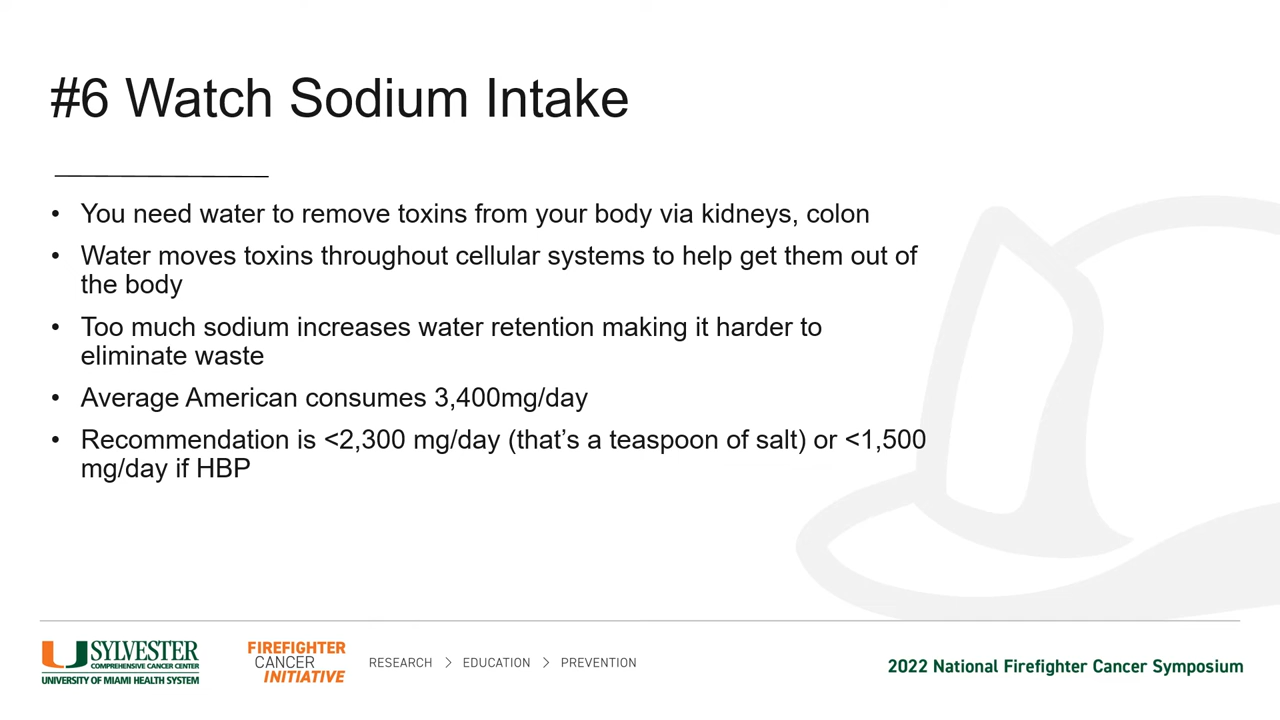 #6 Watch Sodium Intake
• You need water to remove toxins from your body via kidneys, colon
• Water moves toxins throughout cellular systems to help get them out of
the body
• Too much sodium increases water retention making it harder to
eliminate waste
• Average American consumes 3,400mg/day
• Recommendation is <2,300 mg/day (that’s a teaspoon of salt) or <1,500
mg/day if HBP
SYLVESTER
COMPREHENSIVE CANCER CENTER
UNIVERSITY OF MIAMI HEALTH SYSTEM
FIREFIGHTER
CANCER
INITIATIVE
RESEARCH > EDUCATION > PREVENTION
2022 National Firefighter Cancer Symposium